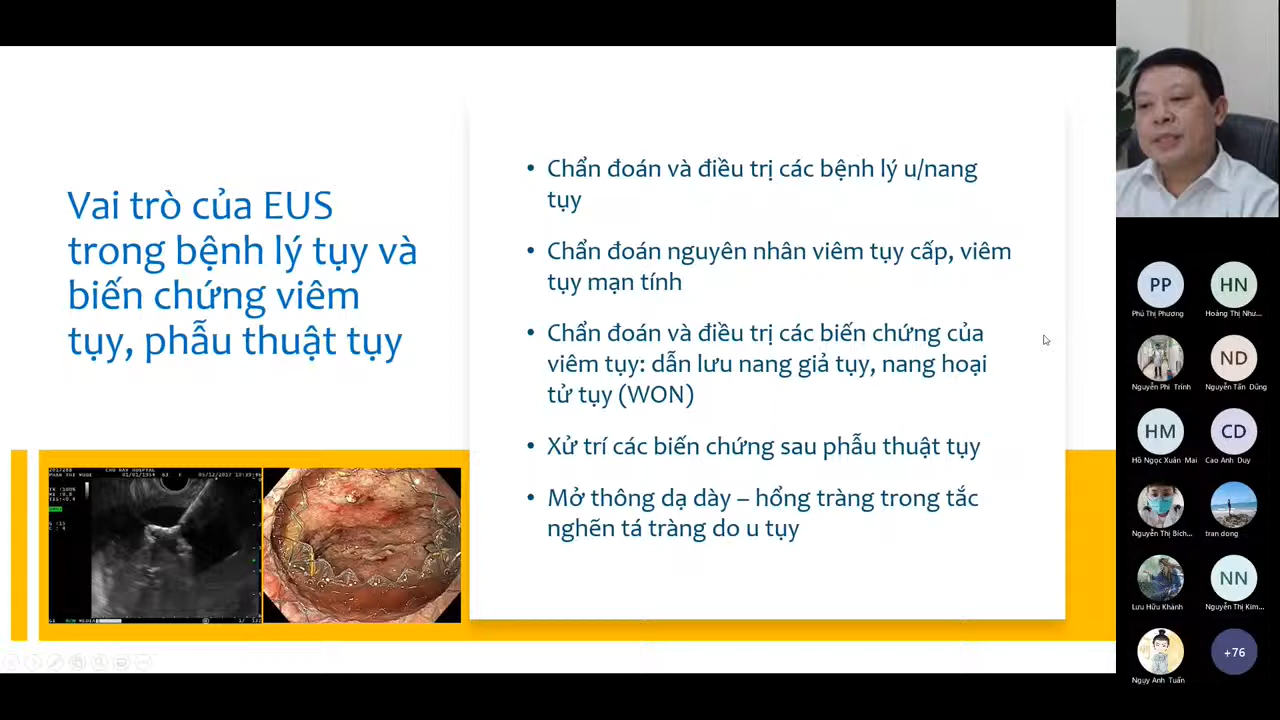 Vai trò của EUS
trong bệnh lý tụy và
biến chứng viêm
tụy, phẫu thuật tụy
• Chẩn đoán và điều trị các bệnh lý u/nang
tụy
• Chẩn đoán nguyên nhân viêm tụy cấp, viêm
tụy mạn tính
• Chẩn đoán và điều trị các biến chứng của
viêm tụy: dẫn lưu nang giả tụy, nang hoại
tử tụy (WON)
• Xử trí các biến chứng sau phẫu thuật tụy
• Mở thông dạ dày – hổng tràng trong tắc
nghẽn tá tràng do u tụy
PP
HN
Phú Thị Phương
Hoàng Thị Như...
ND
Nguyễn Phi Trình
Nguyễn Tấn Dũng
HM
CD
Hồ Ngọc Xuân Mai
Cao Anh Duy
Nguyễn Thị Bích...
tran dong
NN
Lưu Hữu Khánh
Nguyễn Thị Kim...
+76
Ngụy Anh Tuấn